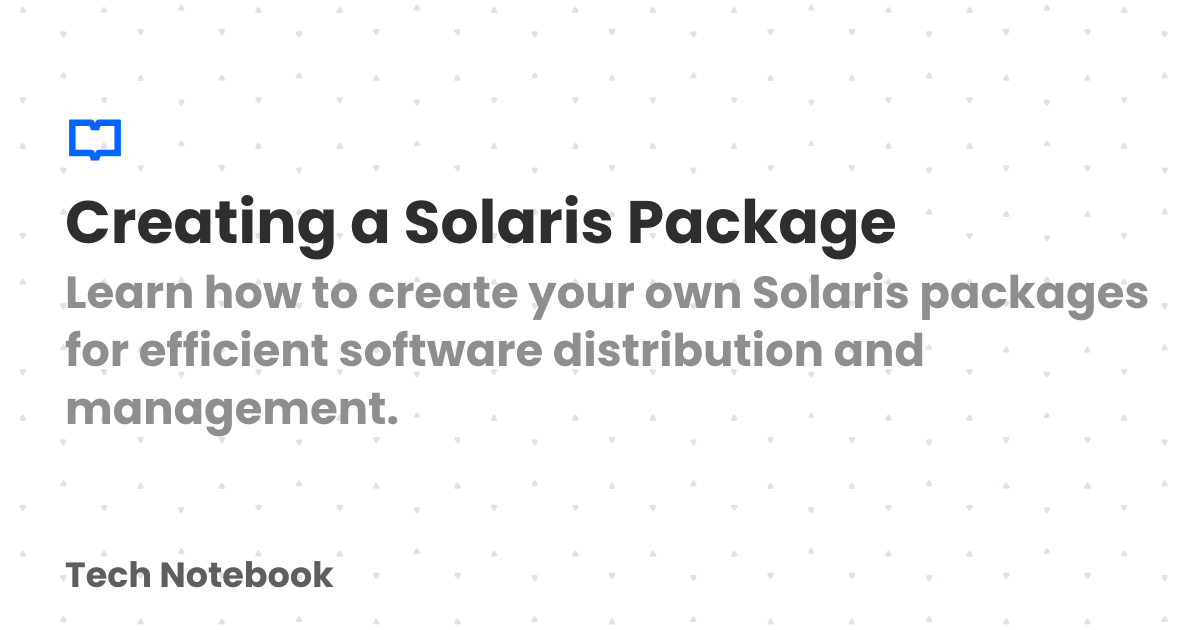 Creating a Solaris Package
Learn how to create your own Solaris packages
for efficient software distribution and
management.
Tech Notebook